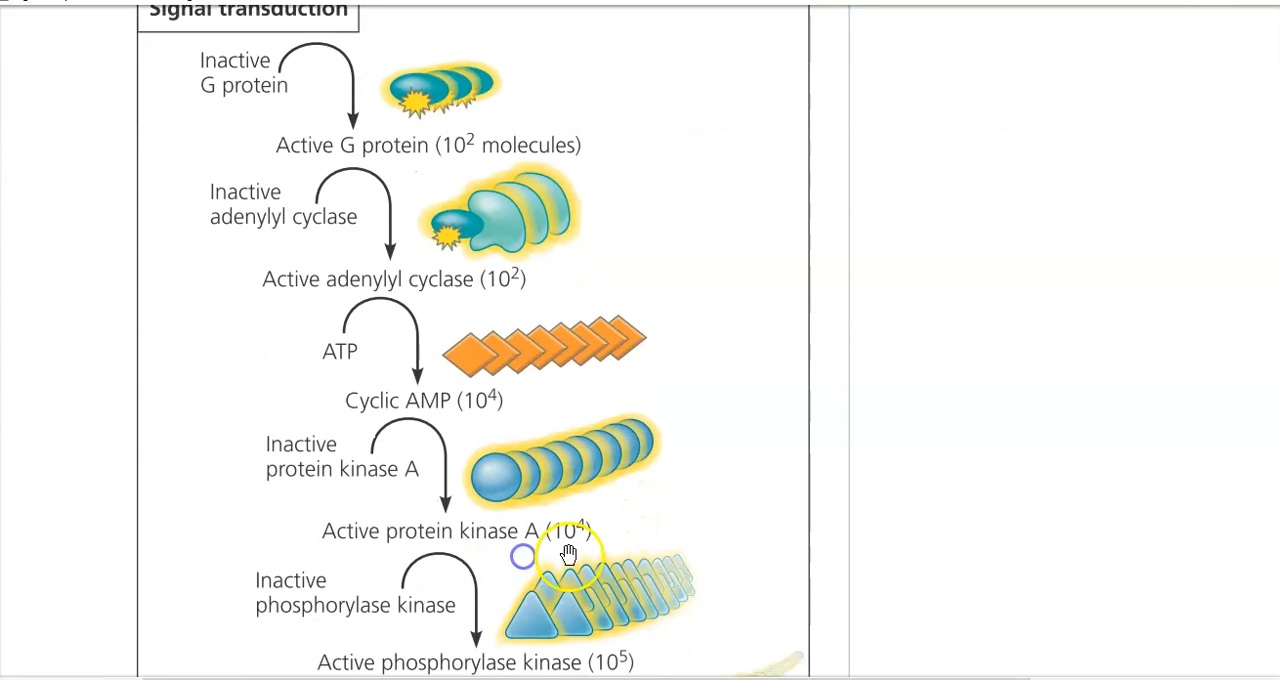 Signal transduction
Inactive
G protein
Active G protein (10² molecules)
Inactive
adenylyl cyclase
Active adenylyl cyclase (10²)
ATP
Cyclic AMP (10⁴)
Inactive
protein kinase A
Active protein kinase A (10⁴)
Inactive
phosphorylase kinase
Active phosphorylase kinase (10⁵)